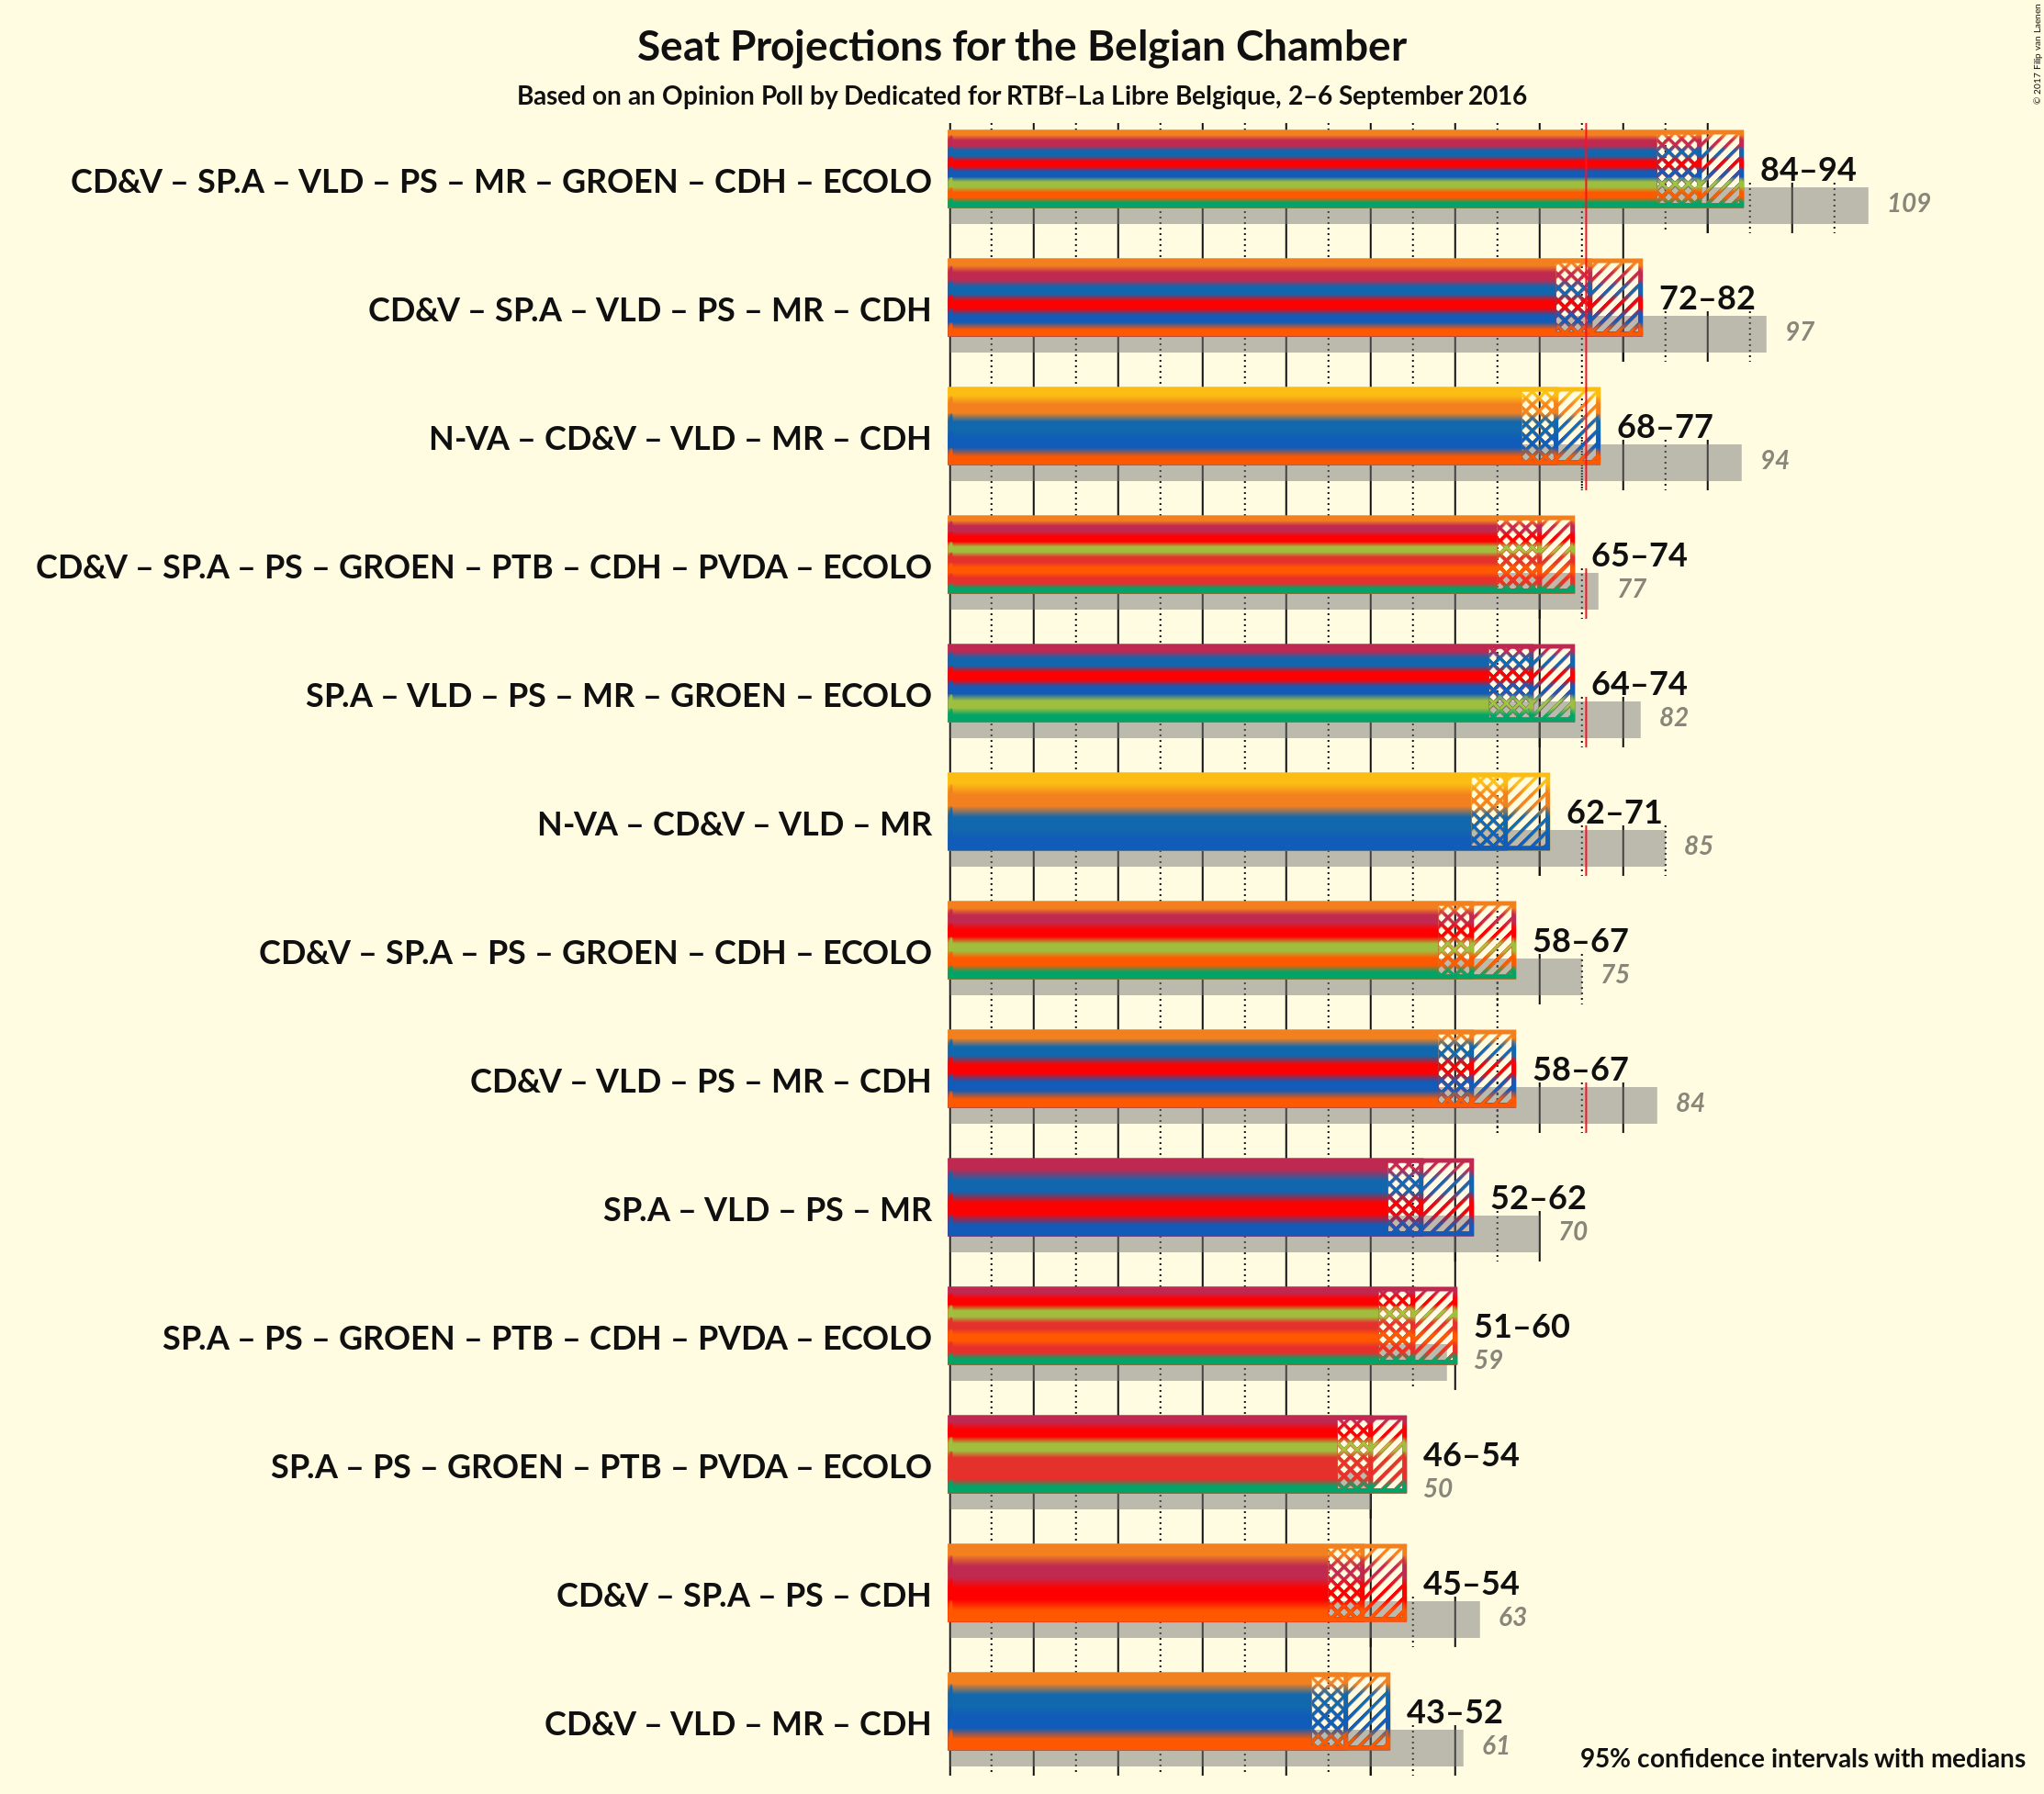 Seat Projections for the Belgian Chamber
Based on an Opinion Poll by Dedicated for RTBf–La Libre Belgique, 2–6 September 2016
© 2017 Filip van Laenen
CD&V – SP.A – VLD – PS – MR – GROEN – CDH – ECOLO
84–94
109
CD&V – SP.A – VLD – PS – MR – CDH
72–82
97
N-VA – CD&V – VLD – MR – CDH
68–77
94
CD&V – SP.A – PS – GROEN – PTB – CDH – PVDA – ECOLO
65–74
77
SP.A – VLD – PS – MR – GROEN – ECOLO
64–74
82
N-VA – CD&V – VLD – MR
62–71
85
CD&V – SP.A – PS – GROEN – CDH – ECOLO
58–67
75
CD&V – VLD – PS – MR – CDH
58–67
84
SP.A – VLD – PS – MR
52–62
70
SP.A – PS – GROEN – PTB – CDH – PVDA – ECOLO
51–60
59
SP.A – PS – GROEN – PTB – PVDA – ECOLO
46–54
50
CD&V – SP.A – PS – CDH
45–54
63
CD&V – VLD – MR – CDH
43–52
61
95% confidence intervals with medians